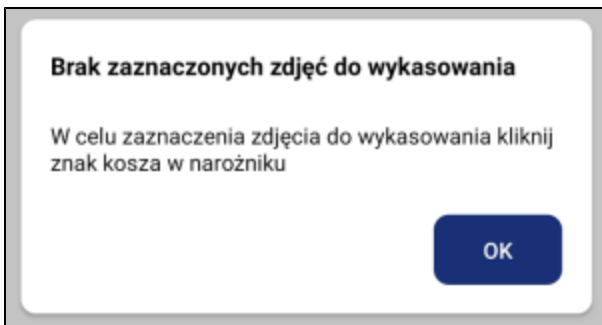 Brak zaznaczonych zdjęć do wykasowania
W celu zaznaczenia zdjęcia do wykasowania kliknij
znak kosza w narożniku
OK